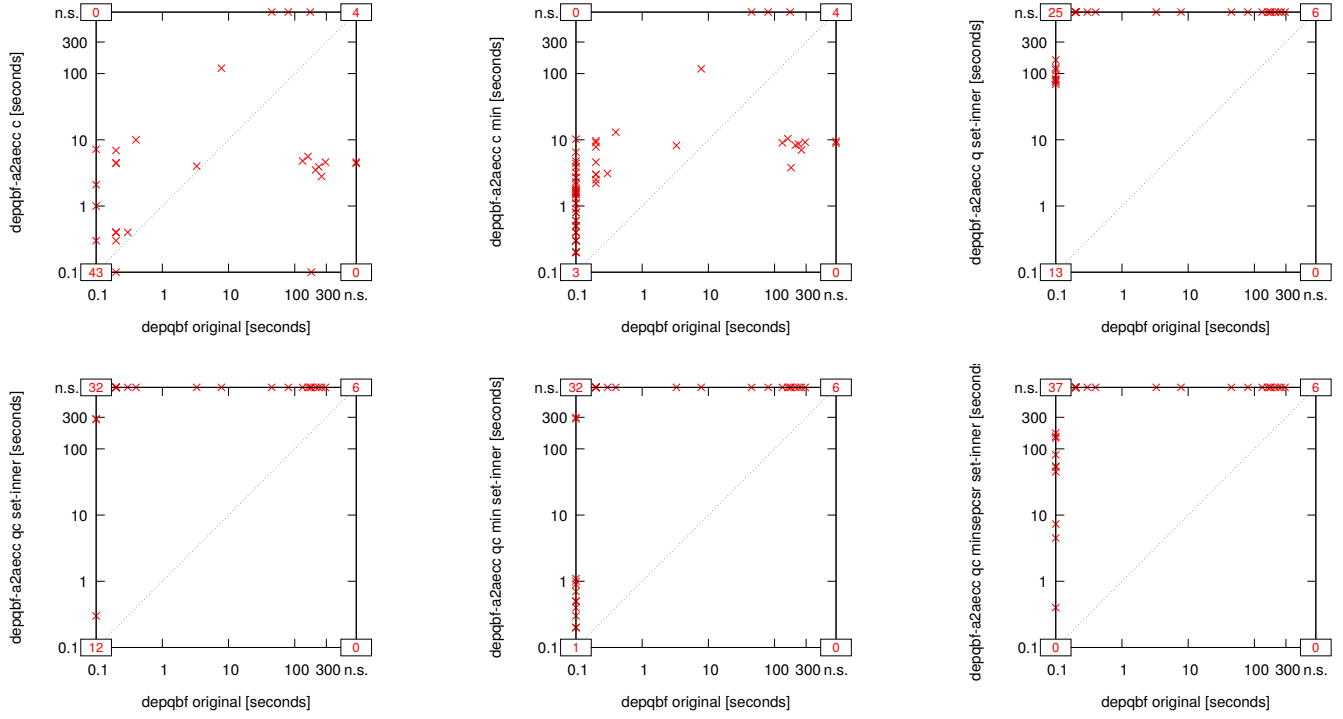 n.s. 0 4
300
100
10
1
0.1 43 0
0.1 1 10 100 300 n.s.
depqbf original [seconds]
depqbf-a2aecc c [seconds]
n.s. 0 4
300
100
10
1
0.1 3 0
0.1 1 10 100 300 n.s.
depqbf original [seconds]
depqbf-a2aecc c min [seconds]
n.s. 25 6
300
100
10
1
0.1 13 0
0.1 1 10 100 300 n.s.
depqbf original [seconds]
depqbf-a2aecc q set-inner [seconds]
n.s. 32 6
300
100
10
1
0.1 12 0
0.1 1 10 100 300 n.s.
depqbf original [seconds]
depqbf-a2aecc qc set-inner [seconds]
n.s. 32 6
300
100
10
1
0.1 1 0
0.1 1 10 100 300 n.s.
depqbf original [seconds]
depqbf-a2aecc qc min set-inner [seconds]
n.s. 37 6
300
100
10
1
0.1 0 0
0.1 1 10 100 300 n.s.
depqbf original [seconds]
depqbf-a2aecc qc minsepcsr set-inner [second